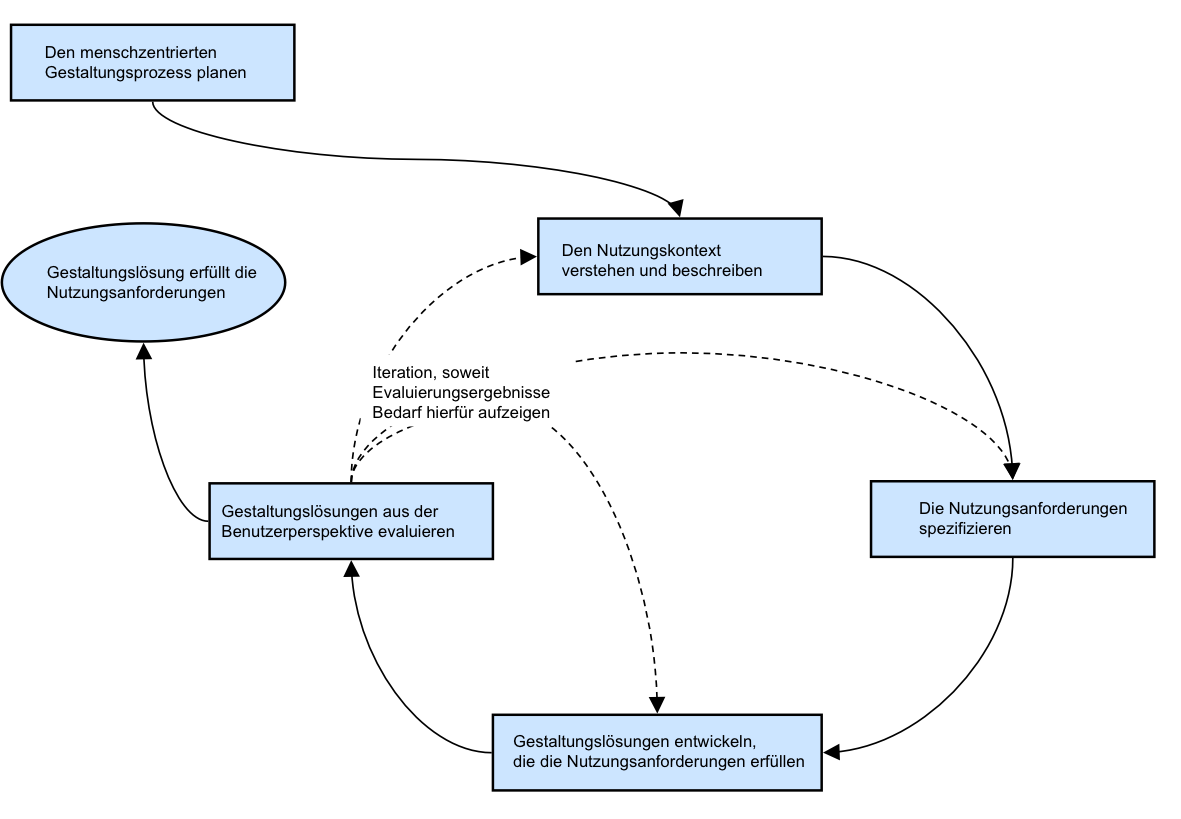 Den menschzentrierten
Gestaltungsprozess planen
Den Nutzungskontext
verstehen und beschreiben
Gestaltungslösung erfüllt die
Nutzungsanforderungen
Iteration, soweit
Evaluierungsergebnisse
Bedarf hierfür aufzeigen
Gestaltungslösungen aus der
Benutzerperspektive evaluieren
Die Nutzungsanforderungen
spezifizieren
Gestaltungslösungen entwickeln,
die die Nutzungsanforderungen erfüllen